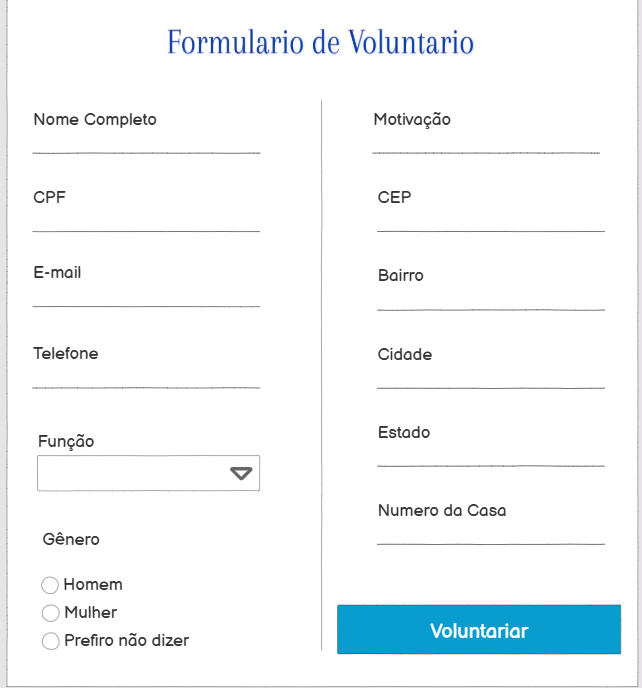 Formulario de Voluntario
Nome Completo
CPF
E-mail
Telefone
Função
Gênero
Homem
Mulher
Prefiro não dizer
Motivação
CEP
Bairro
Cidade
Estado
Numero da Casa
Voluntariar